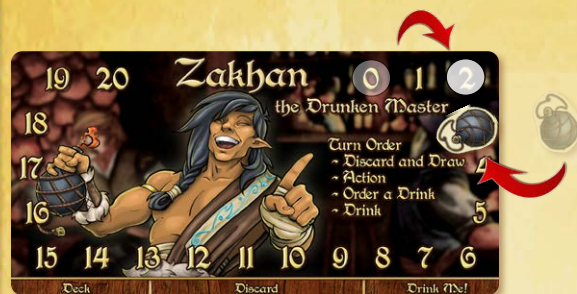 19 20 Zakhan 0 1 2
the Drunken Master
18
Turn Order
~ Discard and Draw
17 4
~ Action
~ Order a Drink
16 5
~ Drink
15 14 13 12 11 10 9 8 7 6
Deck Discard Drink Me!